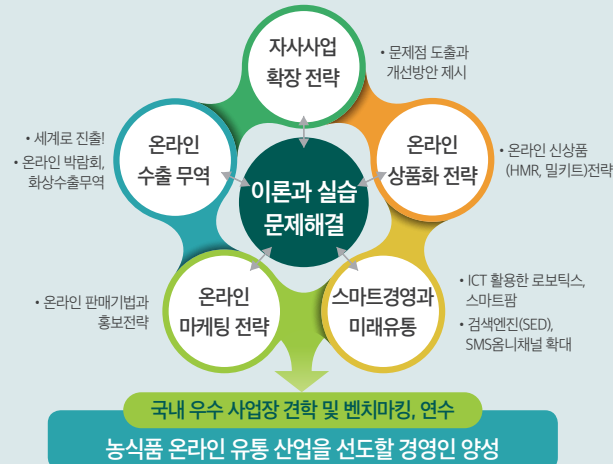 자사사업
확장 전략
• 문제점 도출과
개선방안 제시
• 세계로 진출!
• 온라인 박람회,
화상수출무역
온라인
수출 무역
이론과 실습
문제해결
온라인
상품화 전략
• 온라인 신상품
(HMR, 밀키트)전략
• 온라인 판매기법과
홍보전략
온라인
마케팅 전략
스마트경영과
미래유통
• ICT 활용한 로보틱스,
스마트팜
• 검색엔진(SED),
SMS옴니채널 확대
국내 우수 사업장 견학 및 벤치마킹, 연수
농식품 온라인 유통 산업을 선도할 경영인 양성